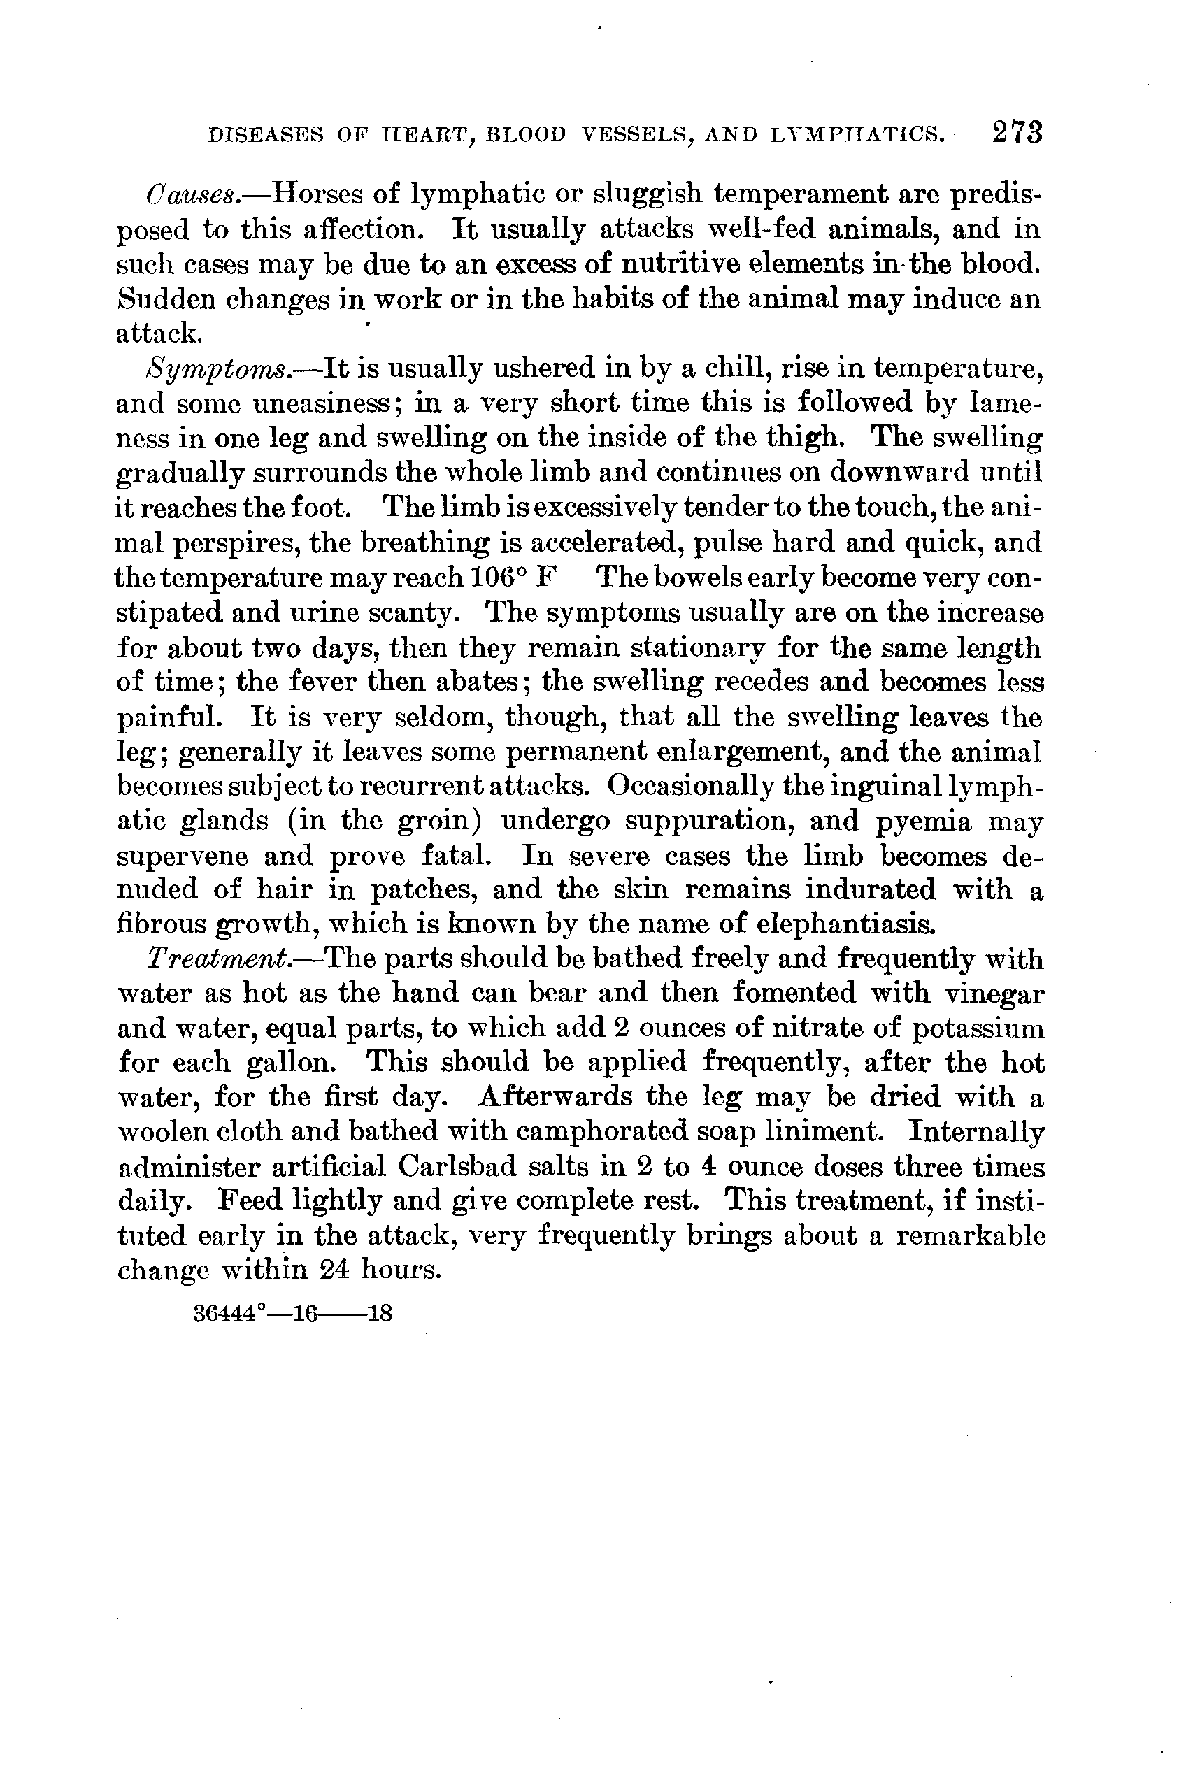 DISEASES OF HEART, BLOOD VESSELS, AND LYMPHATICS. 273
Causes.—Horses of lymphatic or sluggish temperament are predis-
posed to this affection. It usually attacks well-fed animals, and in
such cases may be due to an excess of nutritive elements in the blood.
Sudden changes in work or in the habits of the animal may induce an
attack.
Symptoms.—It is usually ushered in by a chill, rise in temperature,
and some uneasiness; in a very short time this is followed by lame-
ness in one leg and swelling on the inside of the thigh. The swelling
gradually surrounds the whole limb and continues on downward until
it reaches the foot. The limb is excessively tender to the touch, the ani-
mal perspires, the breathing is accelerated, pulse hard and quick, and
the temperature may reach 106° F The bowels early become very con-
stipated and urine scanty. The symptoms usually are on the increase
for about two days, then they remain stationary for the same length
of time; the fever then abates; the swelling recedes and becomes less
painful. It is very seldom, though, that all the swelling leaves the
leg; generally it leaves some permanent enlargement, and the animal
becomes subject to recurrent attacks. Occasionally the inguinal lymph-
atic glands (in the groin) undergo suppuration, and pyemia may
supervene and prove fatal. In severe cases the limb becomes de-
nuded of hair in patches, and the skin remains indurated with a
fibrous growth, which is known by the name of elephantiasis.
Treatment.—The parts should be bathed freely and frequently with
water as hot as the hand can bear and then fomented with vinegar
and water, equal parts, to which add 2 ounces of nitrate of potassium
for each gallon. This should be applied frequently, after the hot
water, for the first day. Afterwards the leg may be dried with a
woolen cloth and bathed with camphorated soap liniment. Internally
administer artificial Carlsbad salts in 2 to 4 ounce doses three times
daily. Feed lightly and give complete rest. This treatment, if insti-
tuted early in the attack, very frequently brings about a remarkable
change within 24 hours.
36444°—16——18